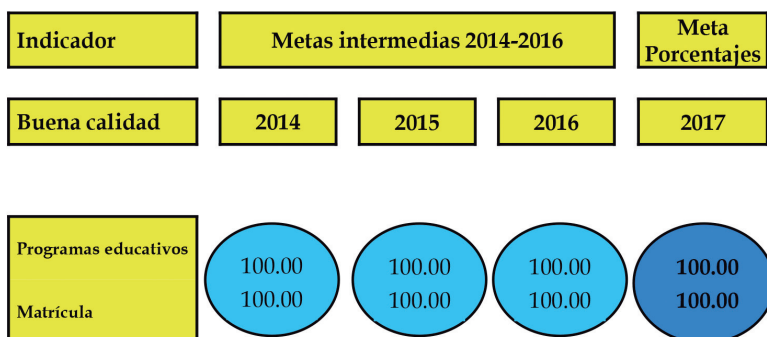 Indicador
Metas intermedias 2014-2016
Meta
Porcentajes
Buena calidad
2014
2015
2016
2017
Programas educativos
100.00
100.00
100.00
100.00
Matrícula
100.00
100.00
100.00
100.00